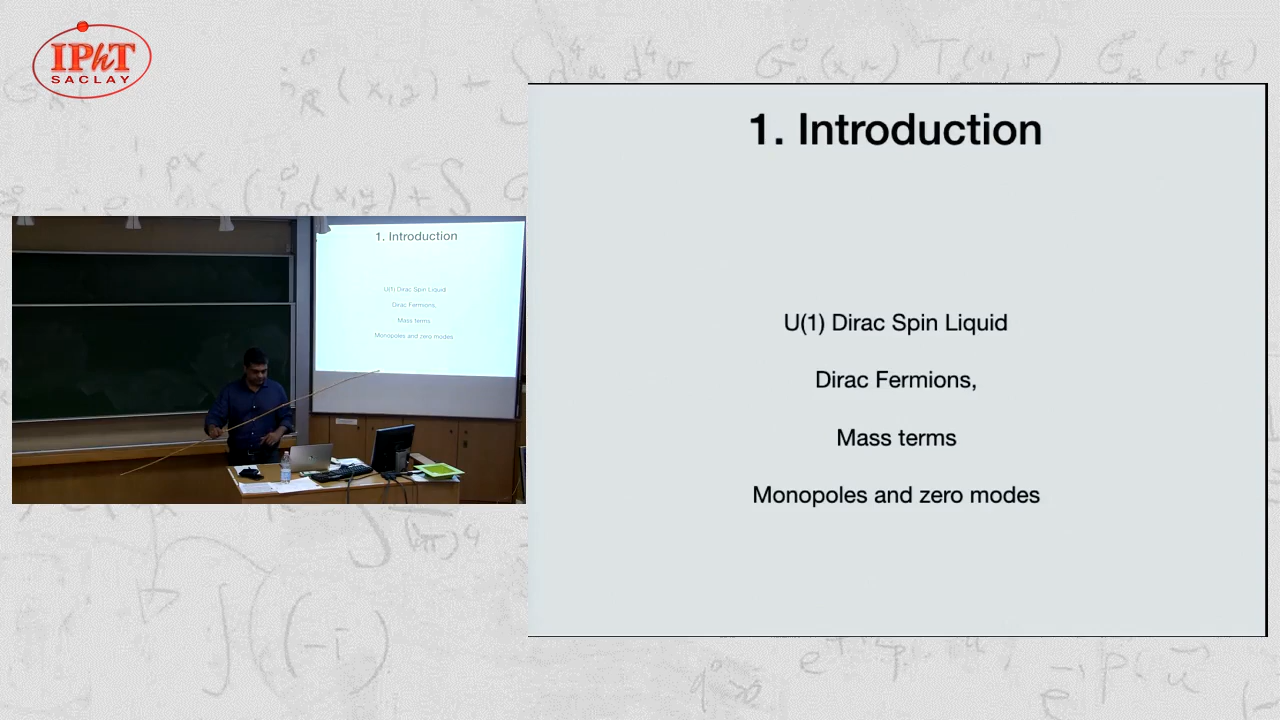 IPhT
SACLAY
1. Introduction
U(1) Dirac Spin Liquid
Dirac Fermions,
Mass terms
Monopoles and zero modes
1. Introduction
U(1) Dirac Spin Liquid
Dirac Fermions,
Mass terms
Monopoles and zero modes